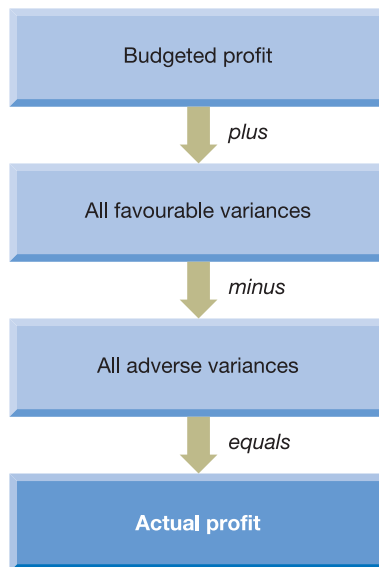 Budgeted profit
plus
All favourable variances
minus
All adverse variances
equals
Actual profit